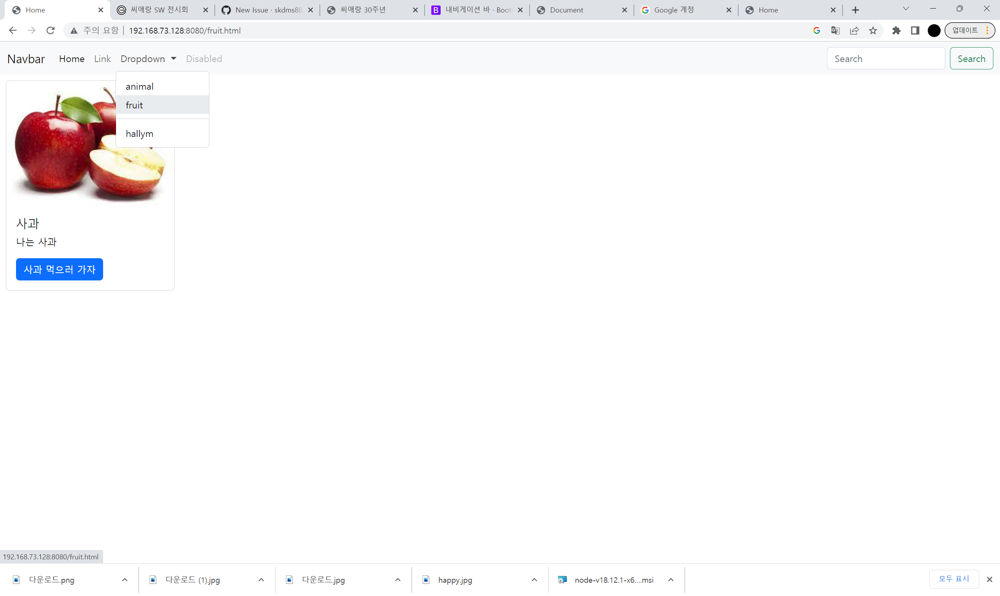 Home
씨애랑 SW 전시회
New Issue · skdms88
씨애랑 30주년
내비게이션 바 · Boot
Document
Google 계정
Home
주의 요함 192.168.73.128:8080/fruit.html
업데이트
Navbar Home Link Dropdown Disabled
Search Search
animal
fruit
hallym
사과
나는 사과
사과 먹으러 가자
192.168.73.128:8080/fruit.html
다운로드.png
다운로드 (1).jpg
다운로드.jpg
happy.jpg
node-v18.12.1-x6....msi
모두 표시